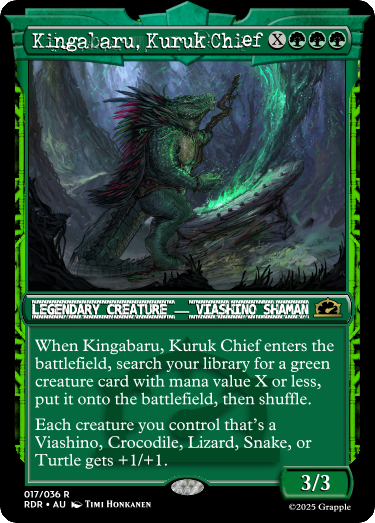 Kingabaru, Kuruk Chief X
LEGENDARY CREATURE — VIASHINO SHAMAN
When Kingabaru, Kuruk Chief enters the
battlefield, search your library for a green
creature card with mana value X or less,
put it onto the battlefield, then shuffle.
Each creature you control that's a
Viashino, Crocodile, Lizard, Snake, or
Turtle gets +1/+1.
3/3
017/036 R
RDR • AU Timi Honkanen
©2025 Grapple